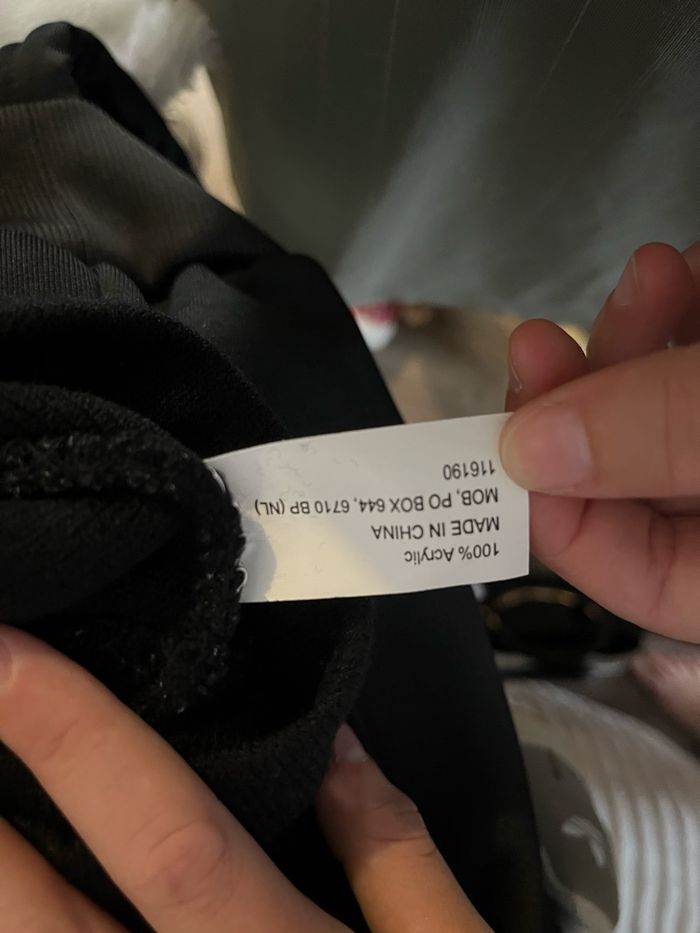 100% Acrylic
MADE IN CHINA
MOB, PO BOX 644, 6710 BP (NL)
116190